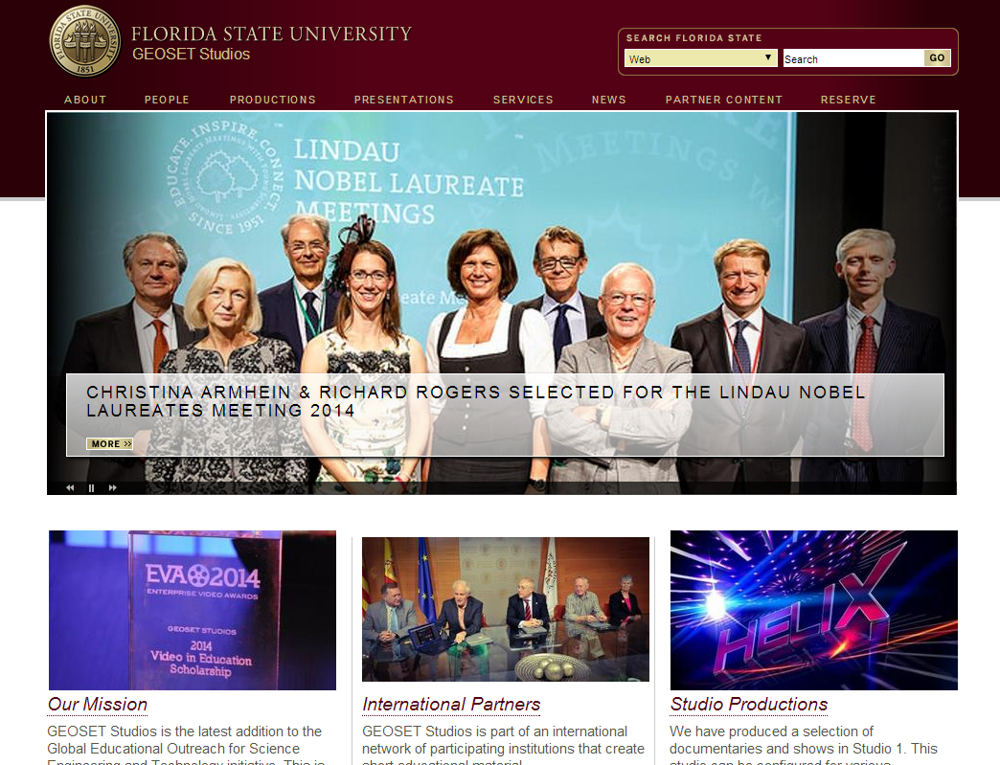 FLORIDA STATE UNIVERSITY
GEOSET Studios
SEARCH FLORIDA STATE
Web
Search
GO
ABOUT
PEOPLE
PRODUCTIONS
PRESENTATIONS
SERVICES
NEWS
PARTNER CONTENT
RESERVE
EDUCATE. INSPIRE. CONNECT.
SINCE 1951
LINDAU
NOBEL LAUREATE
MEETINGS
CHRISTINA ARMHEIN & RICHARD ROGERS SELECTED FOR THE LINDAU NOBEL
LAUREATES MEETING 2014
MORE >>
EVA 2014
ENTERPRISE VIDEO AWARDS
GEOSET STUDIOS
2014
Video in Education
Scholarship
HELIX
Our Mission
GEOSET Studios is the latest addition to the
Global Educational Outreach for Science
Engineering and Technology initiative. This is
International Partners
GEOSET Studios is part of an international
network of participating institutions that create
short educational material
Studio Productions
We have produced a selection of
documentaries and shows in Studio 1. This
studio can be configured for various